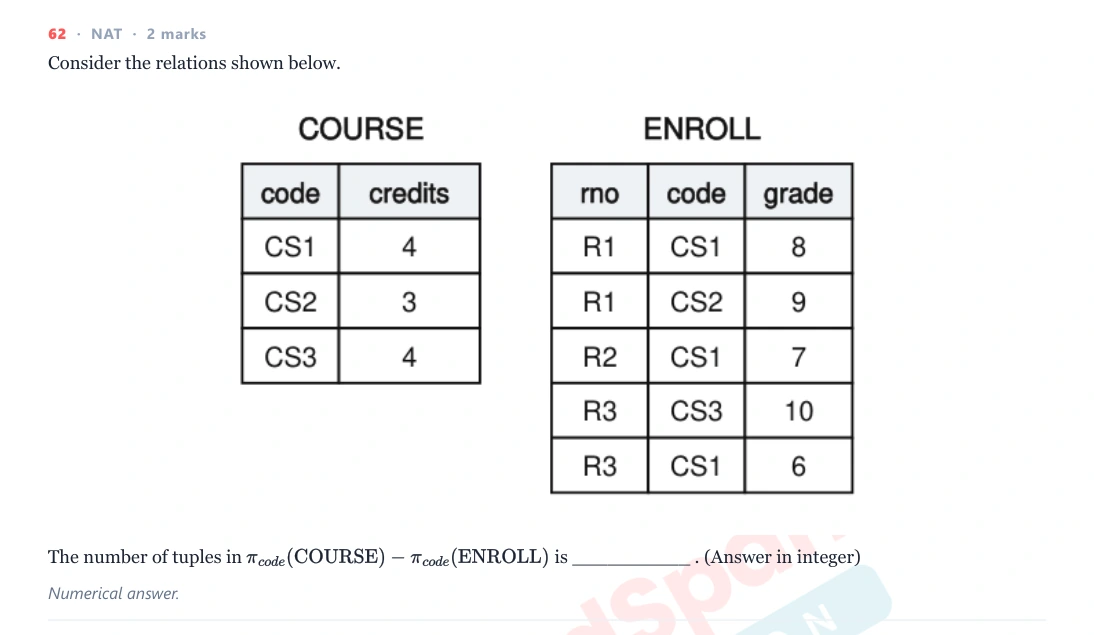 62 · NAT · 2 marks
Consider the relations shown below.
COURSE ENROLL
code credits rno code grade
CS1 4 R1 CS1 8
CS2 3 R1 CS2 9
CS3 4 R2 CS1 7
R3 CS3 10
R3 CS1 6
The number of tuples in π_code(COURSE) − π_code(ENROLL) is ____________ . (Answer in integer)
Numerical answer.